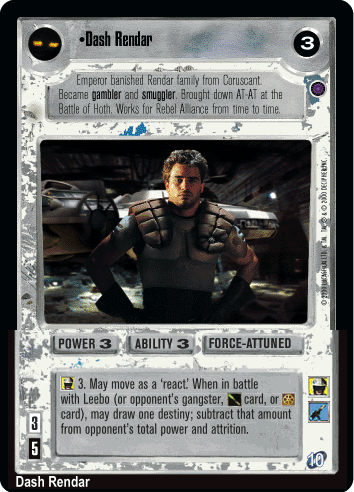 •Dash Rendar
3
Emperor banished Rendar family from Coruscant.
Became gambler and smuggler. Brought down AT-AT at the
Battle of Hoth. Works for Rebel Alliance from time to time.
POWER 3
ABILITY 3
FORCE-ATTUNED
3. May move as a 'react.' When in battle
with Leebo (or opponent's gangster, card, or
card), may draw one destiny; subtract that amount
from opponent's total power and attrition.
3
5
10
Dash Rendar